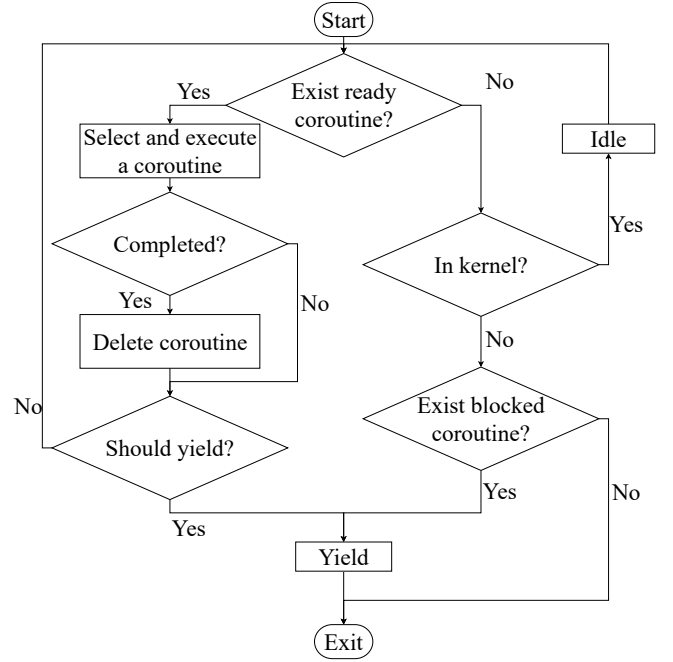 Start
Exist ready
coroutine?
Yes
No
Select and execute
a coroutine
Idle
Completed?
In kernel?
Yes
Yes
No
Delete coroutine
No
No
Exist blocked
coroutine?
Should yield?
Yes
No
Yes
Yield
Exit